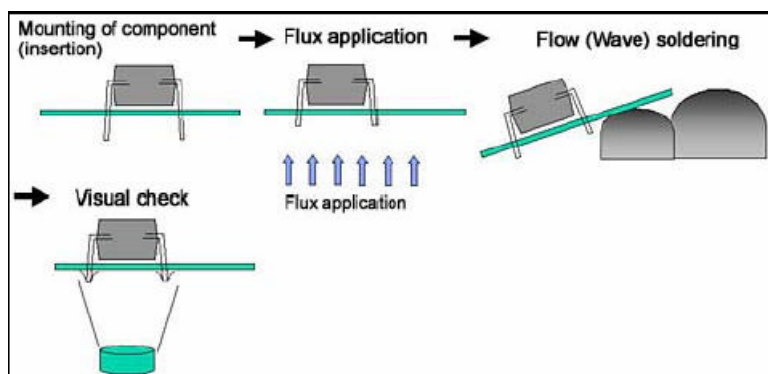 Mounting of component
(insertion)
Flux application
Flow (Wave) soldering
Flux application
Visual check